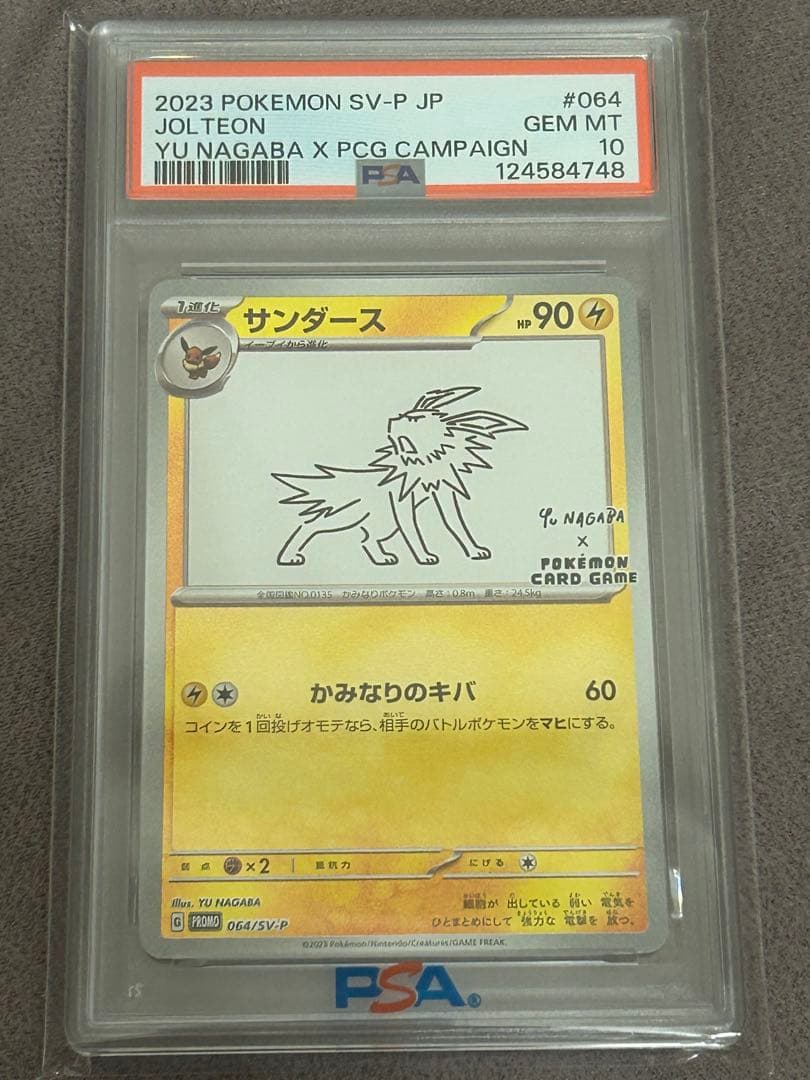 2023 POKEMON SV-P JP #064
JOLTEON GEM MT
YU NAGABA X PCG CAMPAIGN 10
PSA 124584748
1進化 サンダース HP 90
イーブイから進化
Yu NAGABA
X
POKÉMON
CARD GAME
全国図鑑NO.0135 かみなりポケモン 高さ:0.8m 重さ:24.5kg
かみなりのキバ 60
コインを1回投げオモテなら、相手のバトルポケモンをマヒにする。
弱点 ×2 抵抗力 にげる
Illus. YU NAGABA
細胞が 出している 弱い 電気を
ひとまとめにして 強力な 電撃を 放つ。
G PROMO 064/SV-P
©2023 Pokémon/Nintendo/Creatures/GAME FREAK.
PSA®